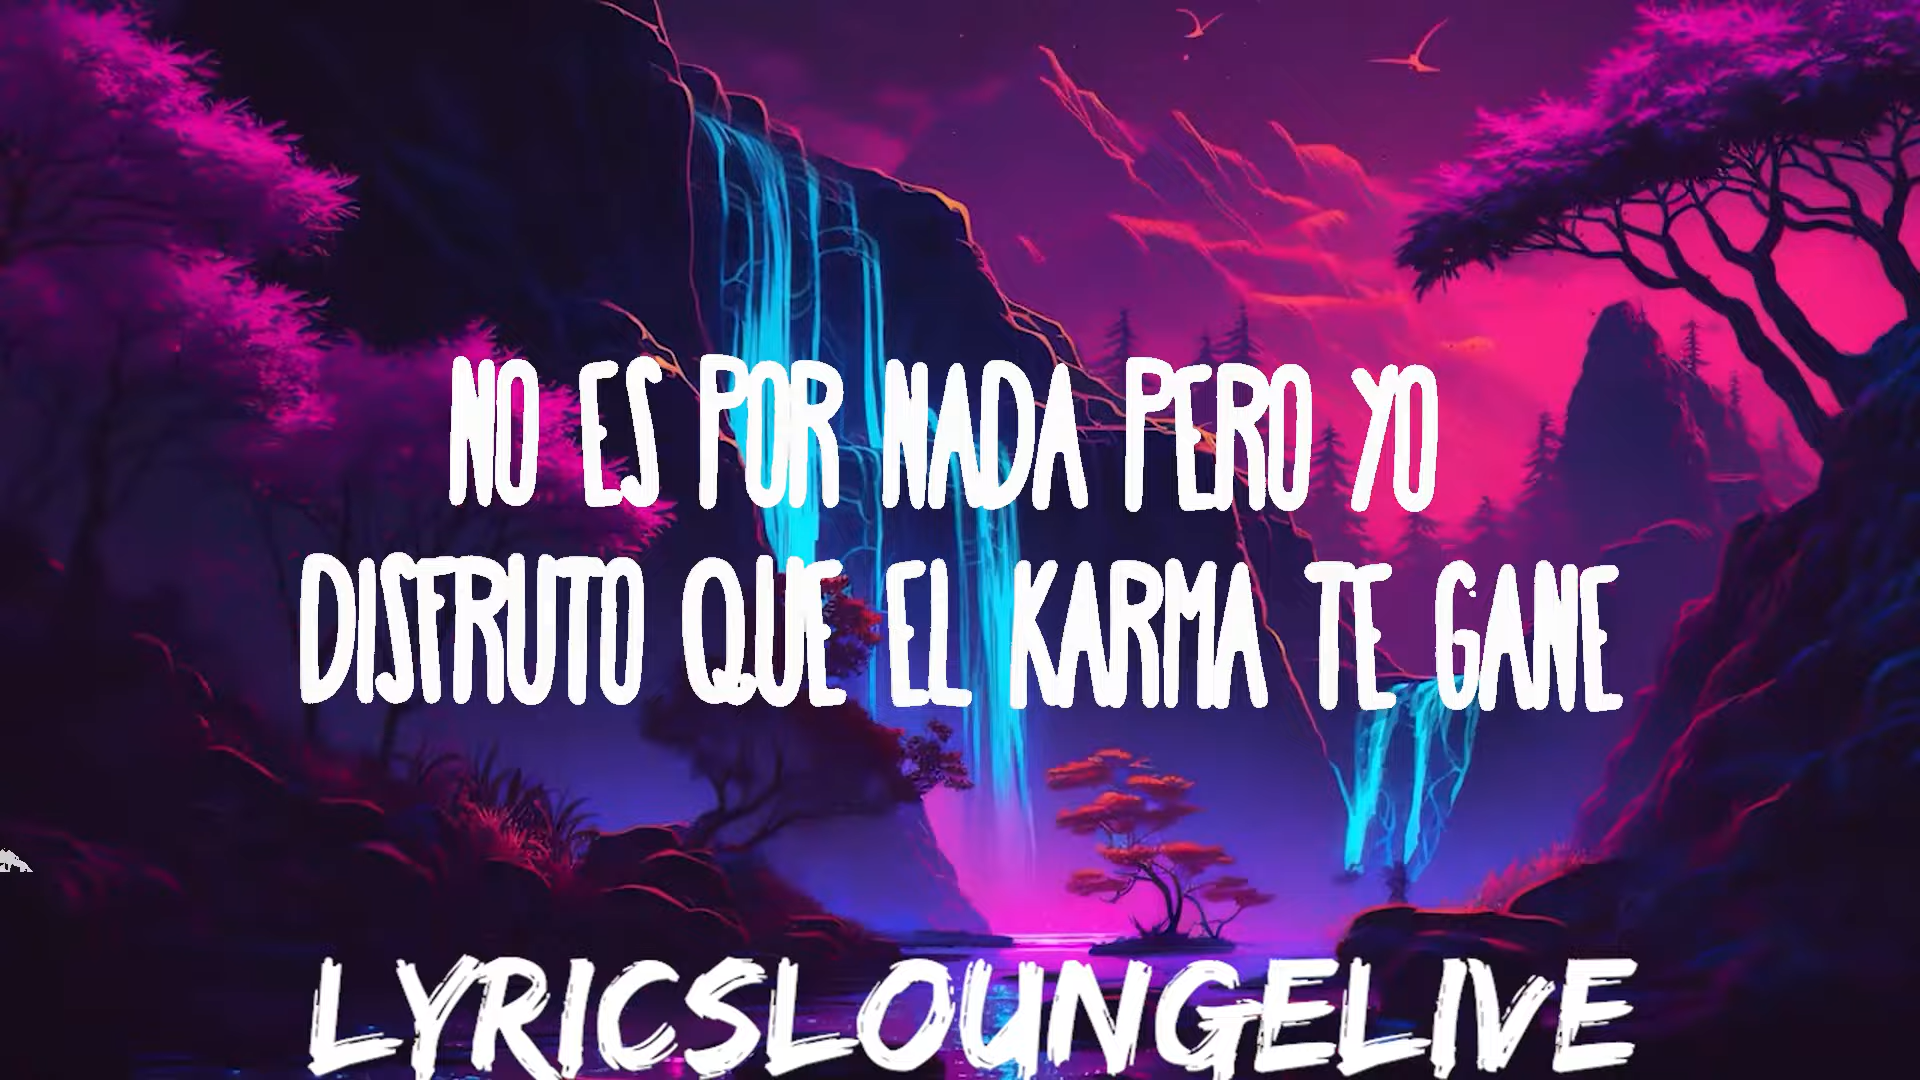 NO ES POR NADA PERO YO
DISFRUTO QUE EL KARMA TE GANE
LYRICSLOUNGELIVE